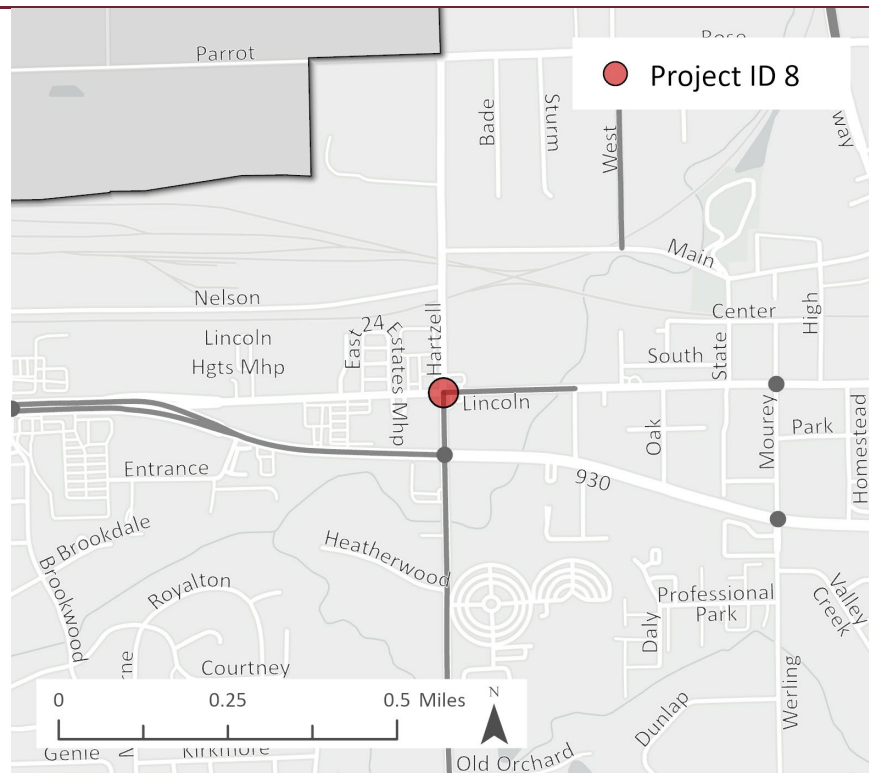 Parrot
Project ID 8
Bade
Sturm
West
way
Main
Nelson
Center
High
Hartzell
East 24
Estates Mhp
Lincoln
Hgts Mhp
South
State
Lincoln
Oak
Mourey
Park
Homestead
Entrance
930
Brookdale
Brookwood
Heatherwood
Royalton
Professional
Park
Daly
Valley
Creek
Courtney
0 0.25 0.5 Miles
N
Werling
Dunlap
Genie
Old Orchard